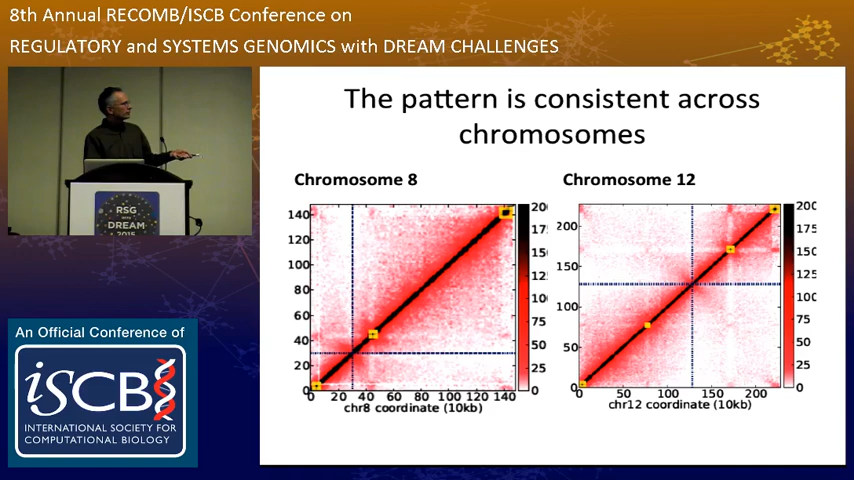 8th Annual RECOMB/ISCB Conference on
REGULATORY and SYSTEMS GENOMICS with DREAM CHALLENGES
The pattern is consistent across
chromosomes
Chromosome 8
Chromosome 12
140
120
100
80
60
40
20
0
0 20 40 60 80 100 120 140
chr8 coordinate (10kb)
200
150
100
50
0
0 50 100 150 200
chr12 coordinate (10kb)
100
75
50
25
0
200
175
150
125
100
75
50
25
0
RSG
WITH
DREAM
2015
An Official Conference of
iSCB
INTERNATIONAL SOCIETY FOR
COMPUTATIONAL BIOLOGY